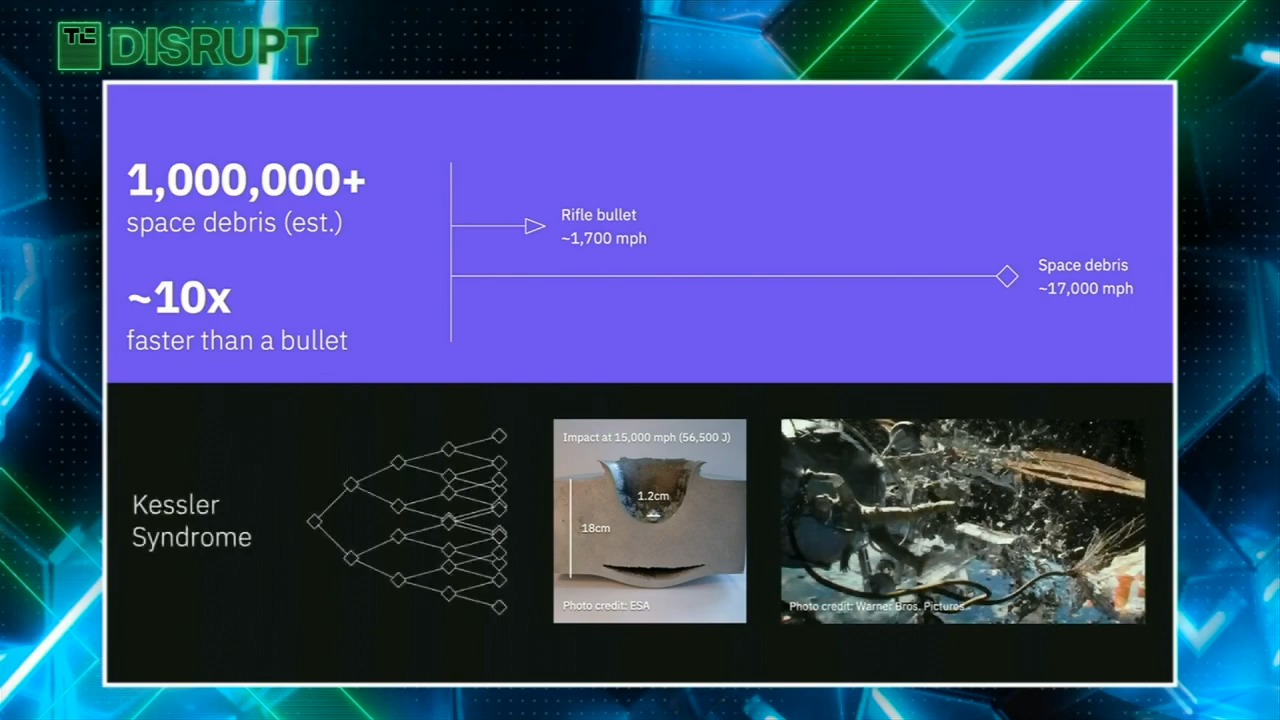 TC DISRUPT
1,000,000+
space debris (est.)
~10x
faster than a bullet
Rifle bullet
~1,700 mph
Space debris
~17,000 mph
Kessler
Syndrome
Impact at 15,000 mph (56,500 J)
1.2cm
18cm
Photo credit: ESA
Photo credit: Warner Bros. Pictures